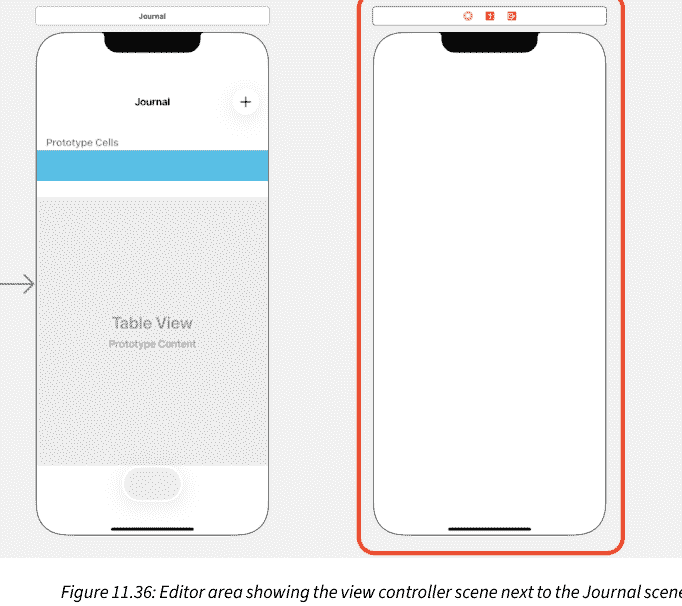 Journal
Journal
Prototype Cells
Table View
Prototype Content
Figure 11.36: Editor area showing the view controller scene next to the Journal scene